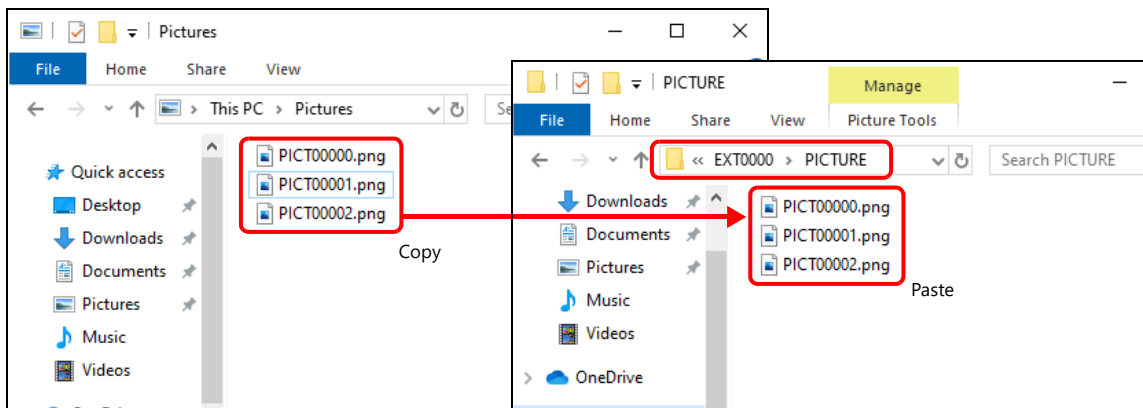 Pictures
File Home Share View
This PC > Pictures
Se
Quick access
Desktop
Downloads
Documents
Pictures
Music
Videos
PICT00000.png
PICT00001.png
PICT00002.png
Copy
PICTURE
Manage
File Home Share View Picture Tools
« EXT0000 > PICTURE
Search PICTURE
Downloads
Documents
Pictures
Music
Videos
OneDrive
PICT00000.png
PICT00001.png
PICT00002.png
Paste